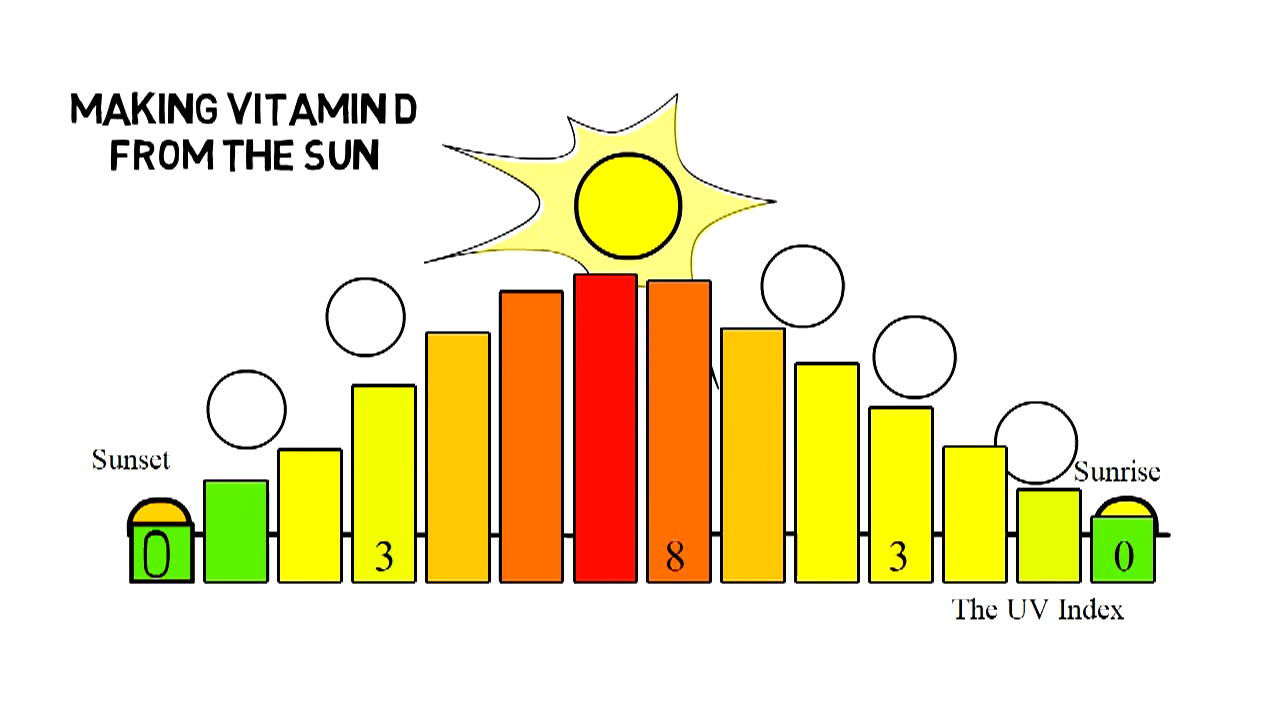 MAKING VITAMIN D
FROM THE SUN
Sunset
Sunrise
0
3
8
3
0
The UV Index